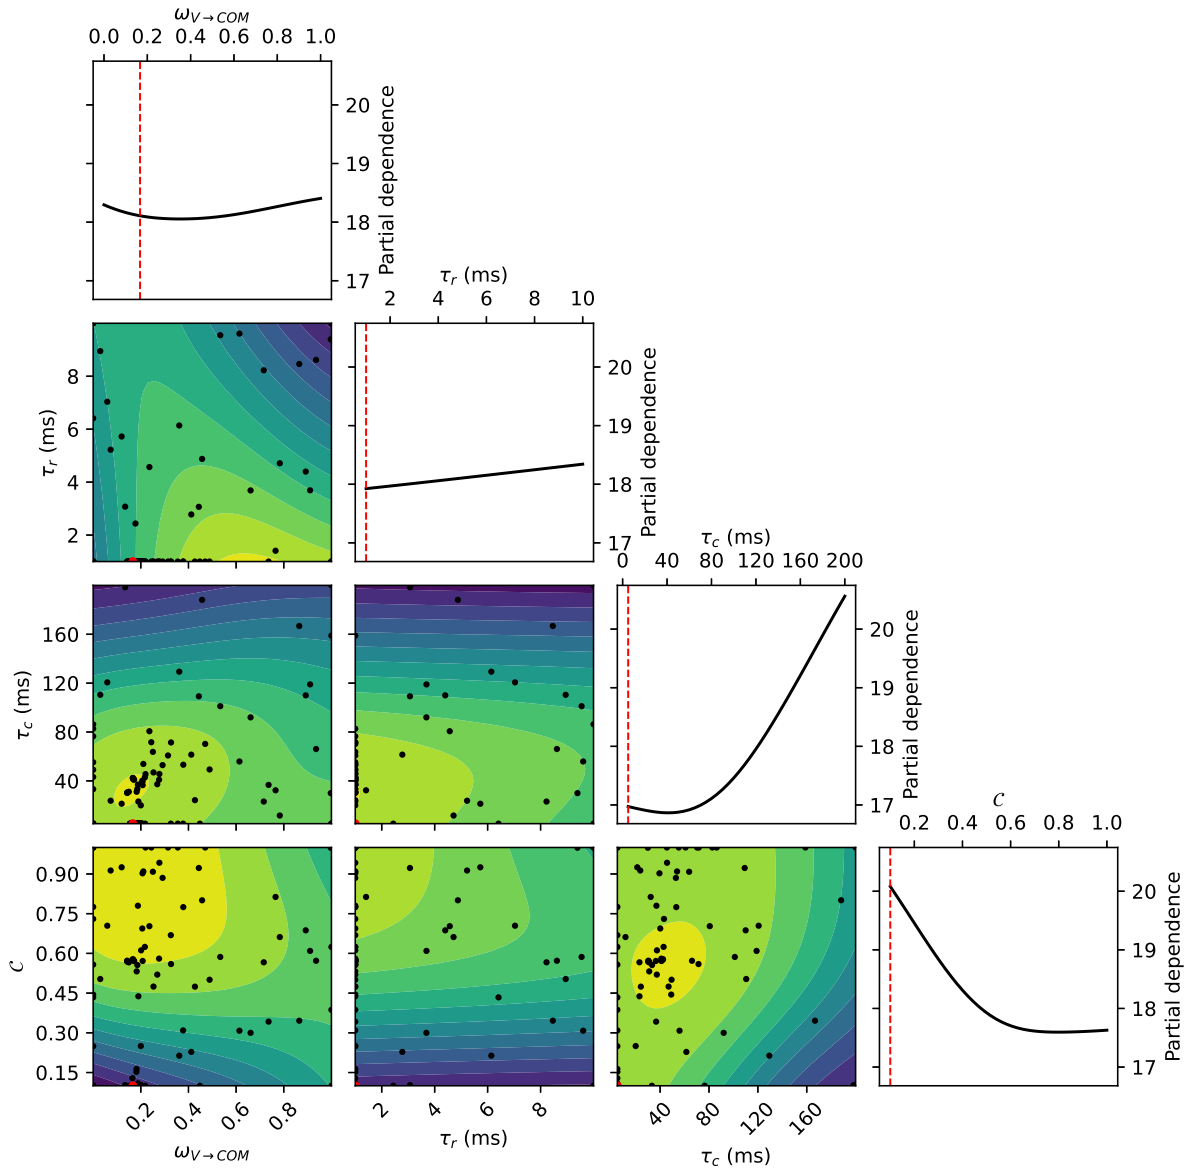 ω_{V→COM}
0.0 0.2 0.4 0.6 0.8 1.0
20
19
18
17
Partial dependence
τ_r (ms)
2 4 6 8 10
8
6
4
2
τ_r (ms)
20
19
18
17
Partial dependence
τ_c (ms)
0 40 80 120 160 200
160
120
80
40
τ_c (ms)
20
19
18
17
Partial dependence
𝒞
0.2 0.4 0.6 0.8 1.0
0.90
0.75
0.60
0.45
0.30
0.15
𝒞
20
19
18
17
Partial dependence
0.2 0.4 0.6 0.8
ω_{V→COM}
2 4 6 8
τ_r (ms)
40 80 120 160
τ_c (ms)